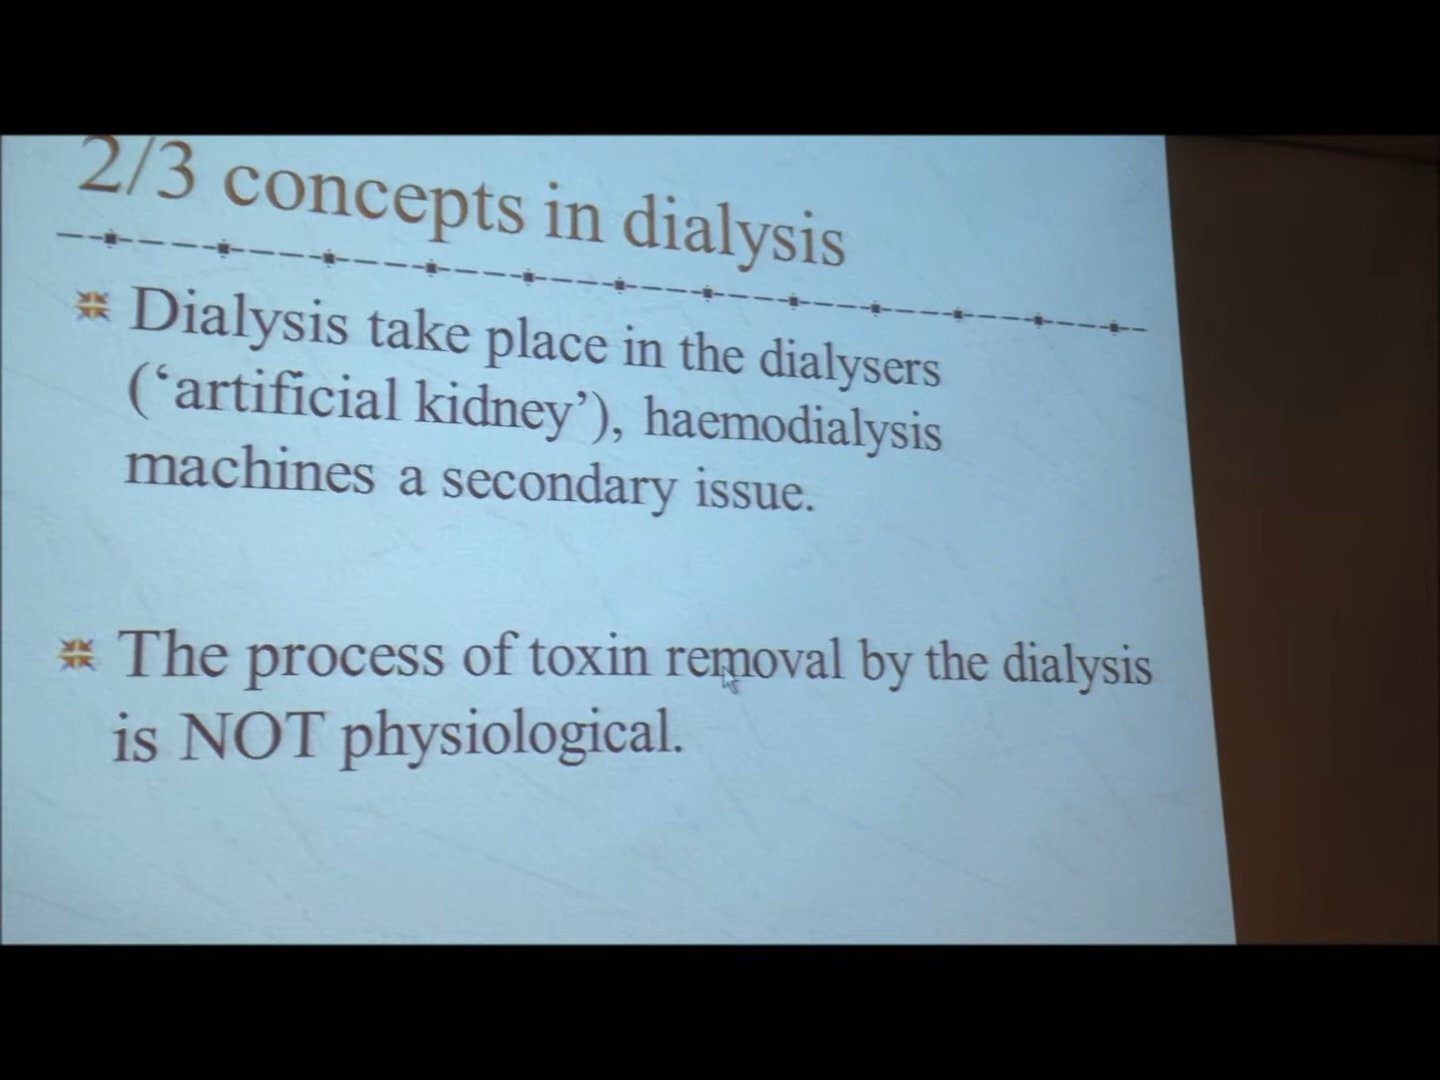 2/3 concepts in dialysis
Dialysis take place in the dialysers
(‘artificial kidney’), haemodialysis
machines a secondary issue.
The process of toxin removal by the dialysis
is NOT physiological.